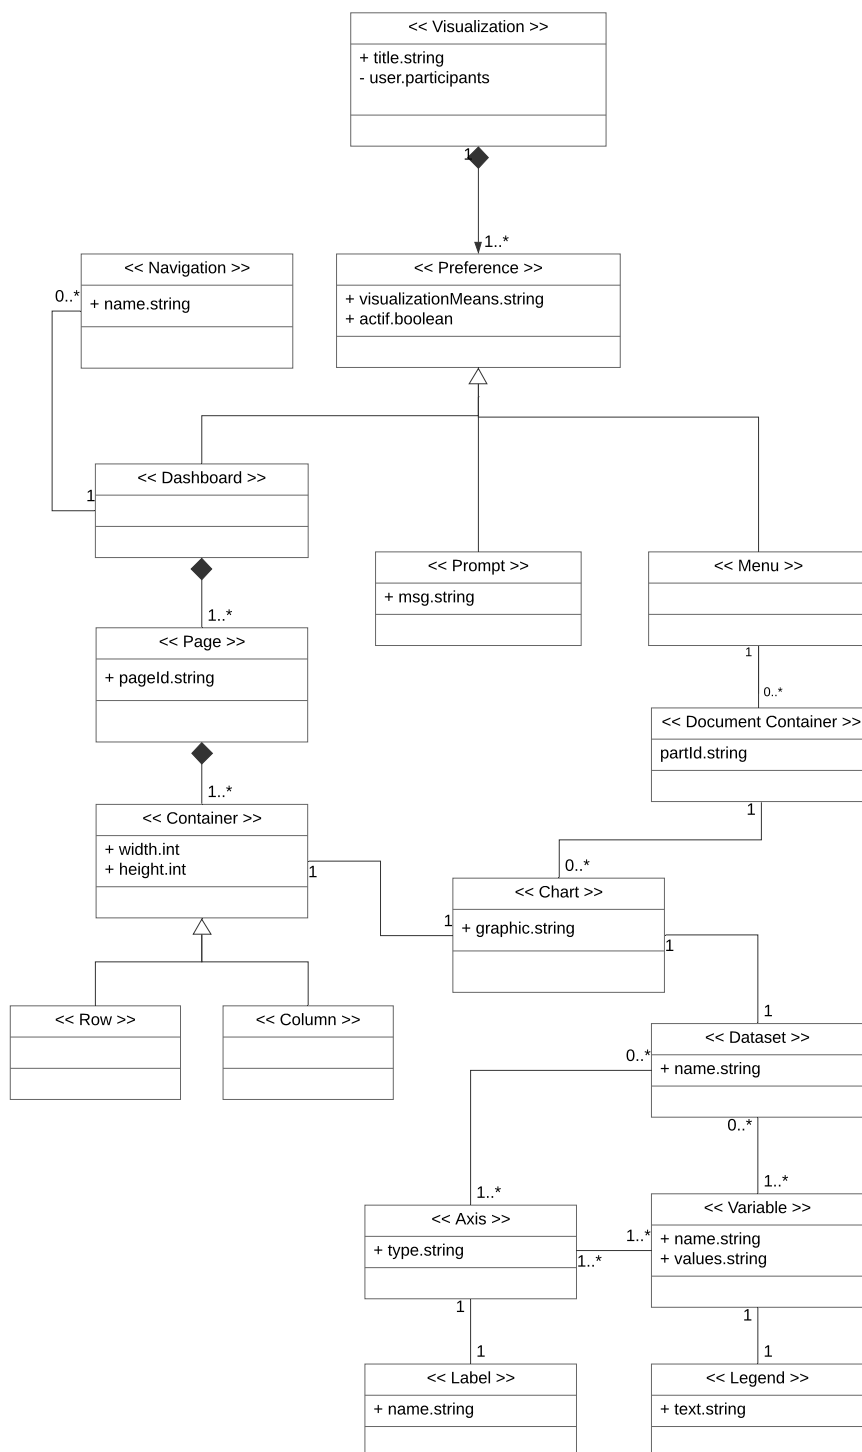 << Visualization >>
+ title.string
- user.participants
1
1..*
<< Navigation >>
+ name.string
0..*
<< Preference >>
+ visualizationMeans.string
+ actif.boolean
<< Dashboard >>
1
<< Prompt >>
+ msg.string
<< Menu >>
1
0..*
1..*
<< Page >>
+ pageId.string
<< Document Container >>
partId.string
1
1..*
<< Container >>
+ width.int
+ height.int
1
0..*
<< Chart >>
+ graphic.string
1
1
<< Row >>
<< Column >>
1
<< Dataset >>
+ name.string
0..*
0..*
1..*
1..*
<< Axis >>
+ type.string
1..*
1..*
<< Variable >>
+ name.string
+ values.string
1
1
1
1
<< Label >>
+ name.string
<< Legend >>
+ text.string